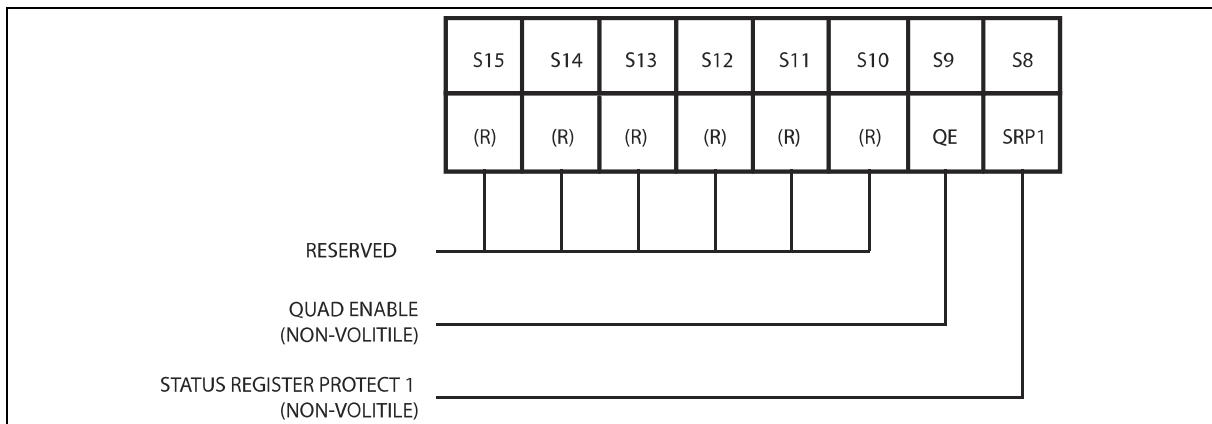 S15 S14 S13 S12 S11 S10 S9 S8
(R) (R) (R) (R) (R) (R) QE SRP1
RESERVED
QUAD ENABLE
(NON-VOLITILE)
STATUS REGISTER PROTECT 1
(NON-VOLITILE)